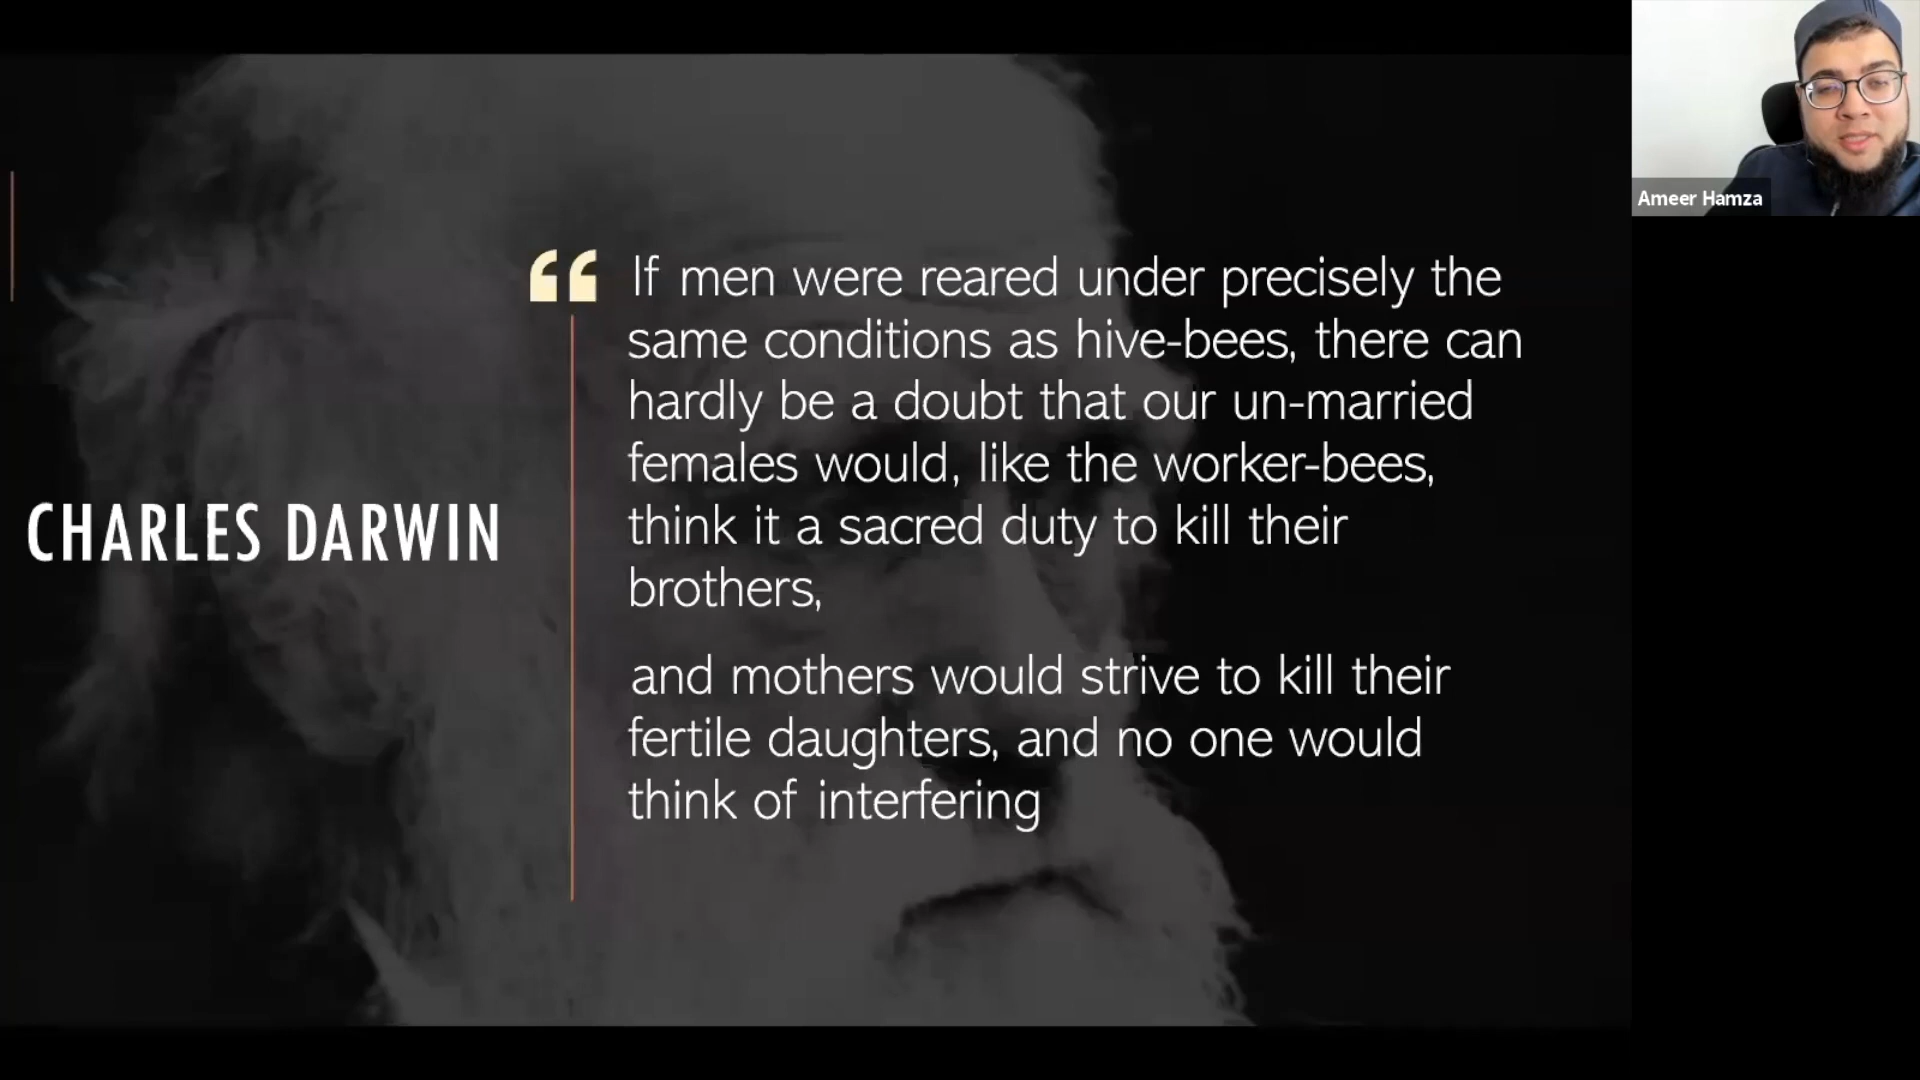 CHARLES DARWIN
“ If men were reared under precisely the
same conditions as hive-bees, there can
hardly be a doubt that our un-married
females would, like the worker-bees,
think it a sacred duty to kill their
brothers,
and mothers would strive to kill their
fertile daughters, and no one would
think of interfering
Ameer Hamza